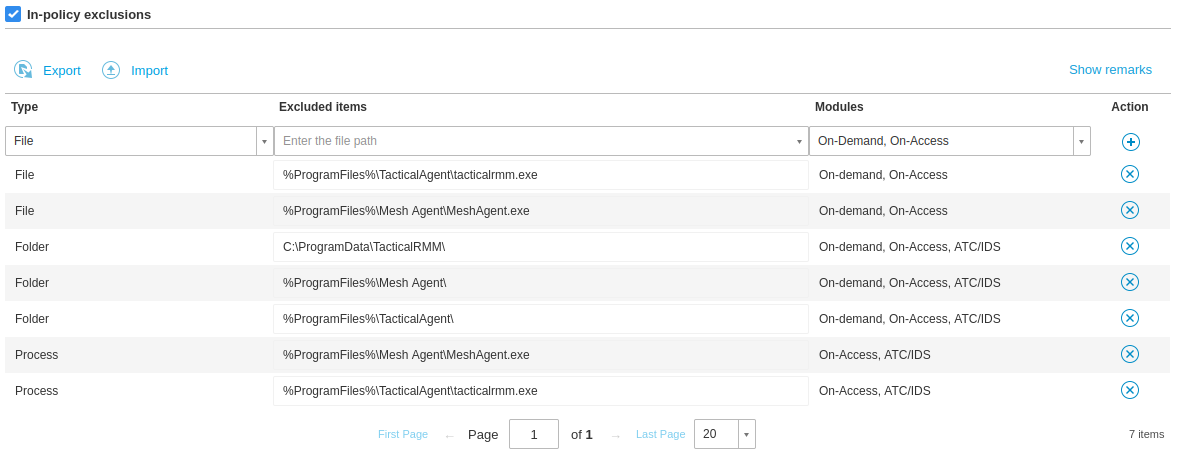 In-policy exclusions
Export Import Show remarks
Type Excluded items Modules Action
File Enter the file path On-Demand, On-Access
File %ProgramFiles%\TacticalAgent\tacticalrmm.exe On-demand, On-Access
File %ProgramFiles%\Mesh Agent\MeshAgent.exe On-demand, On-Access
Folder C:\ProgramData\TacticalRMM\ On-demand, On-Access, ATC/IDS
Folder %ProgramFiles%\Mesh Agent\ On-demand, On-Access, ATC/IDS
Folder %ProgramFiles%\TacticalAgent\ On-demand, On-Access, ATC/IDS
Process %ProgramFiles%\Mesh Agent\MeshAgent.exe On-Access, ATC/IDS
Process %ProgramFiles%\TacticalAgent\tacticalrmm.exe On-Access, ATC/IDS
First Page ← Page 1 of 1 → Last Page 20 7 items